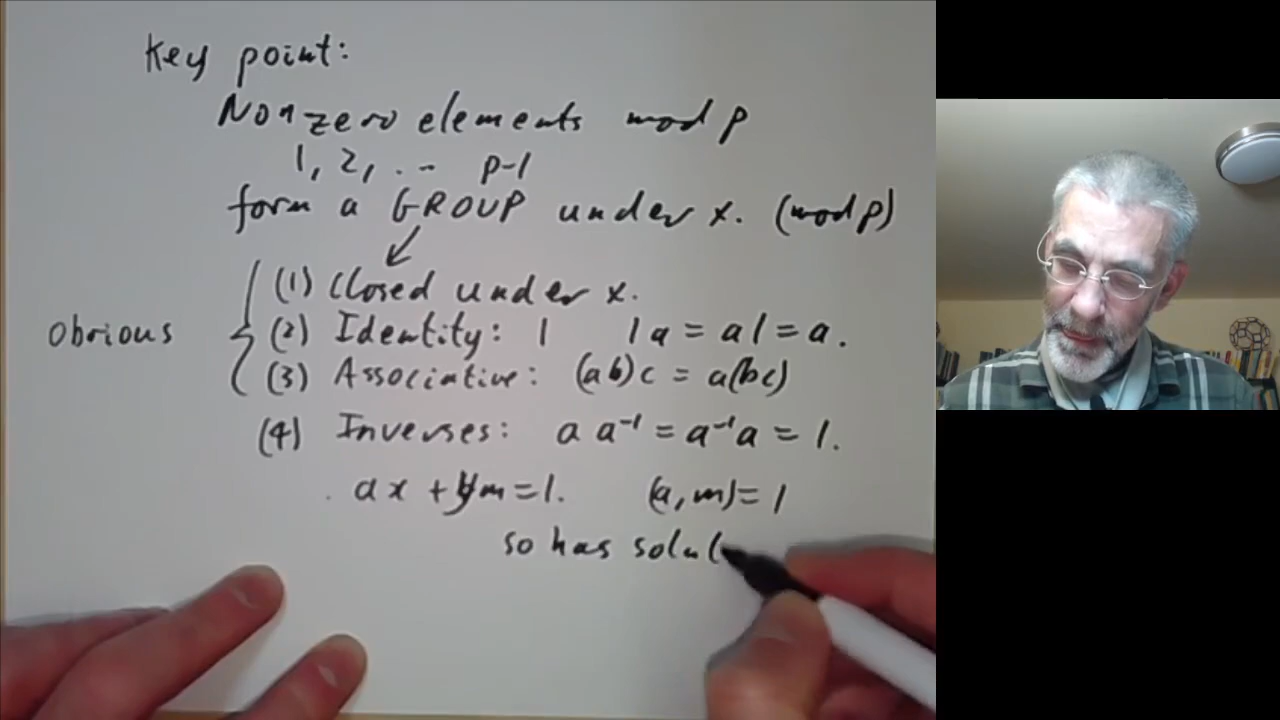 Key point:
Nonzero elements mod p
1, 2, ... p-1
form a GROUP under x. (mod p)
(1) Closed under x.
Obvious (2) Identity: 1 1a = a1 = a.
(3) Associative: (ab)c = a(bc)
(4) Inverses: a a⁻¹ = a⁻¹a = 1.
ax + ym = 1. (a, m) = 1
so has solut